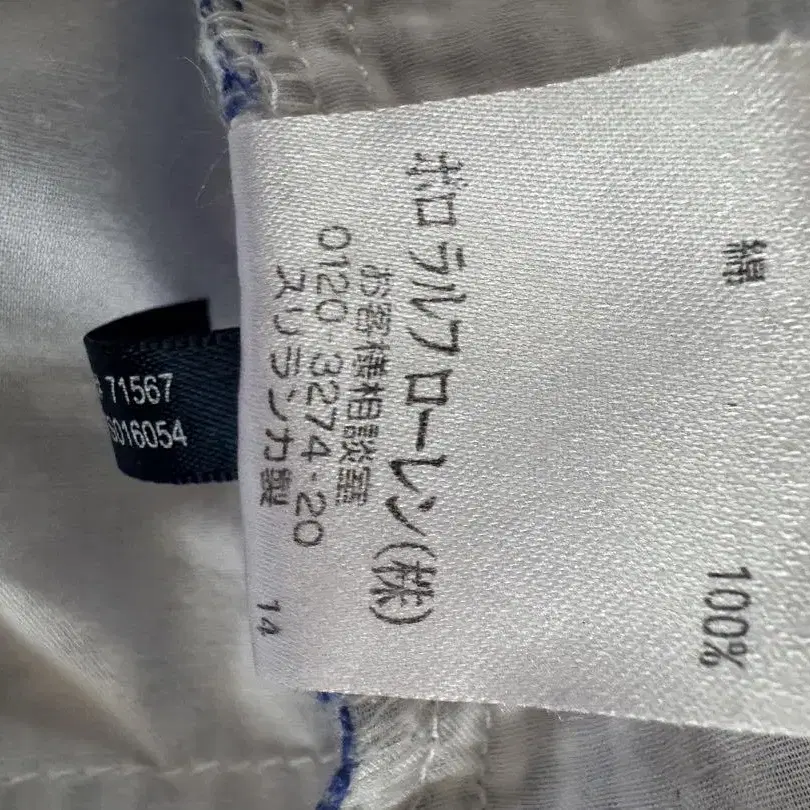 綿 100%
ポロ ラルフローレン(株)
お客様相談室
0120-3274-20
スリランカ製
14
71567